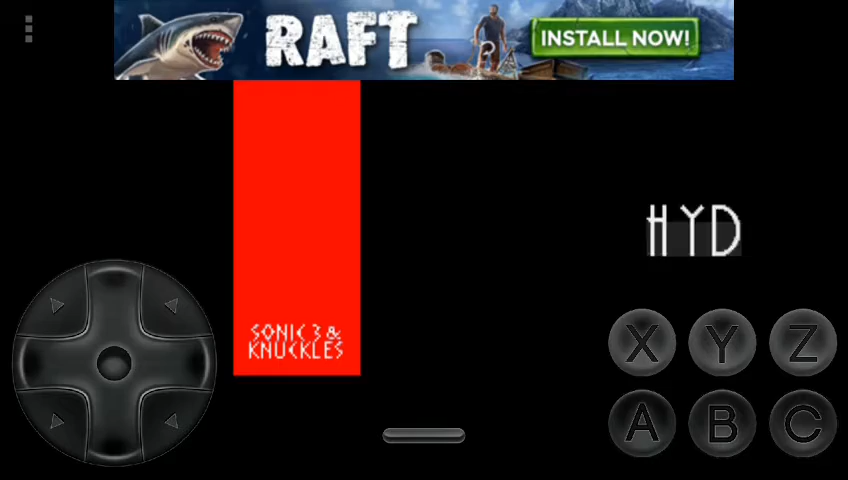 RAFT
INSTALL NOW!
HYD
SONIC 3 &
KNUCKLES
X Y Z
A B C